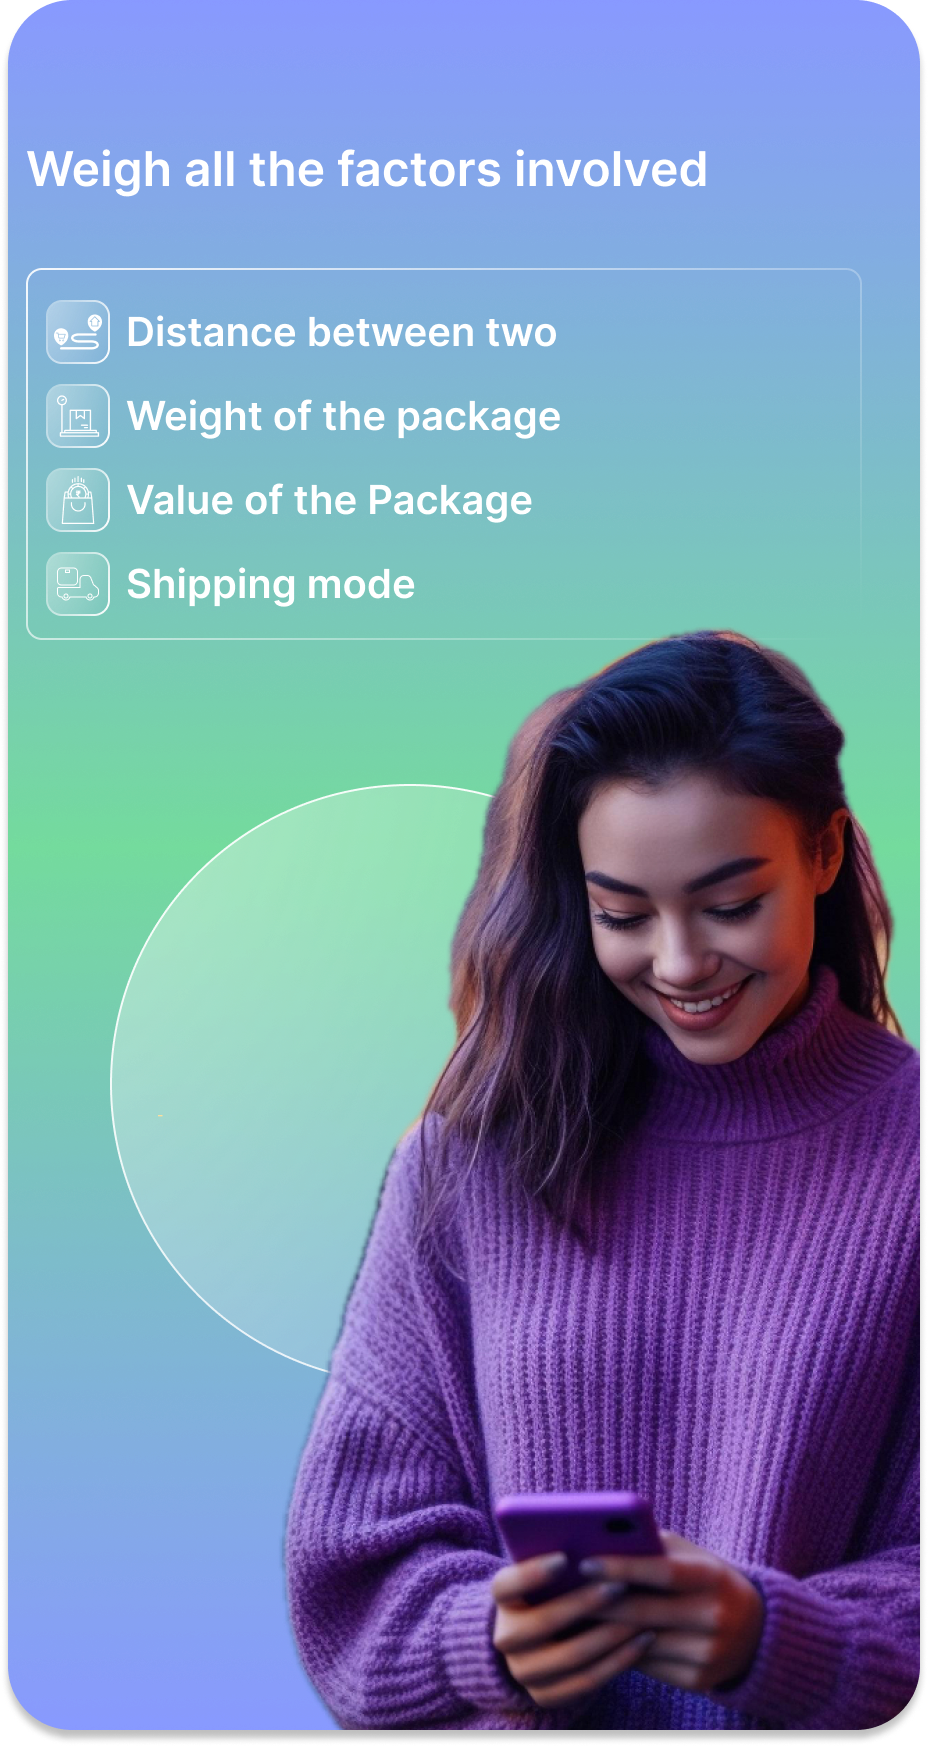 Weigh all the factors involved
Distance between two
Weight of the package
Value of the Package
Shipping mode